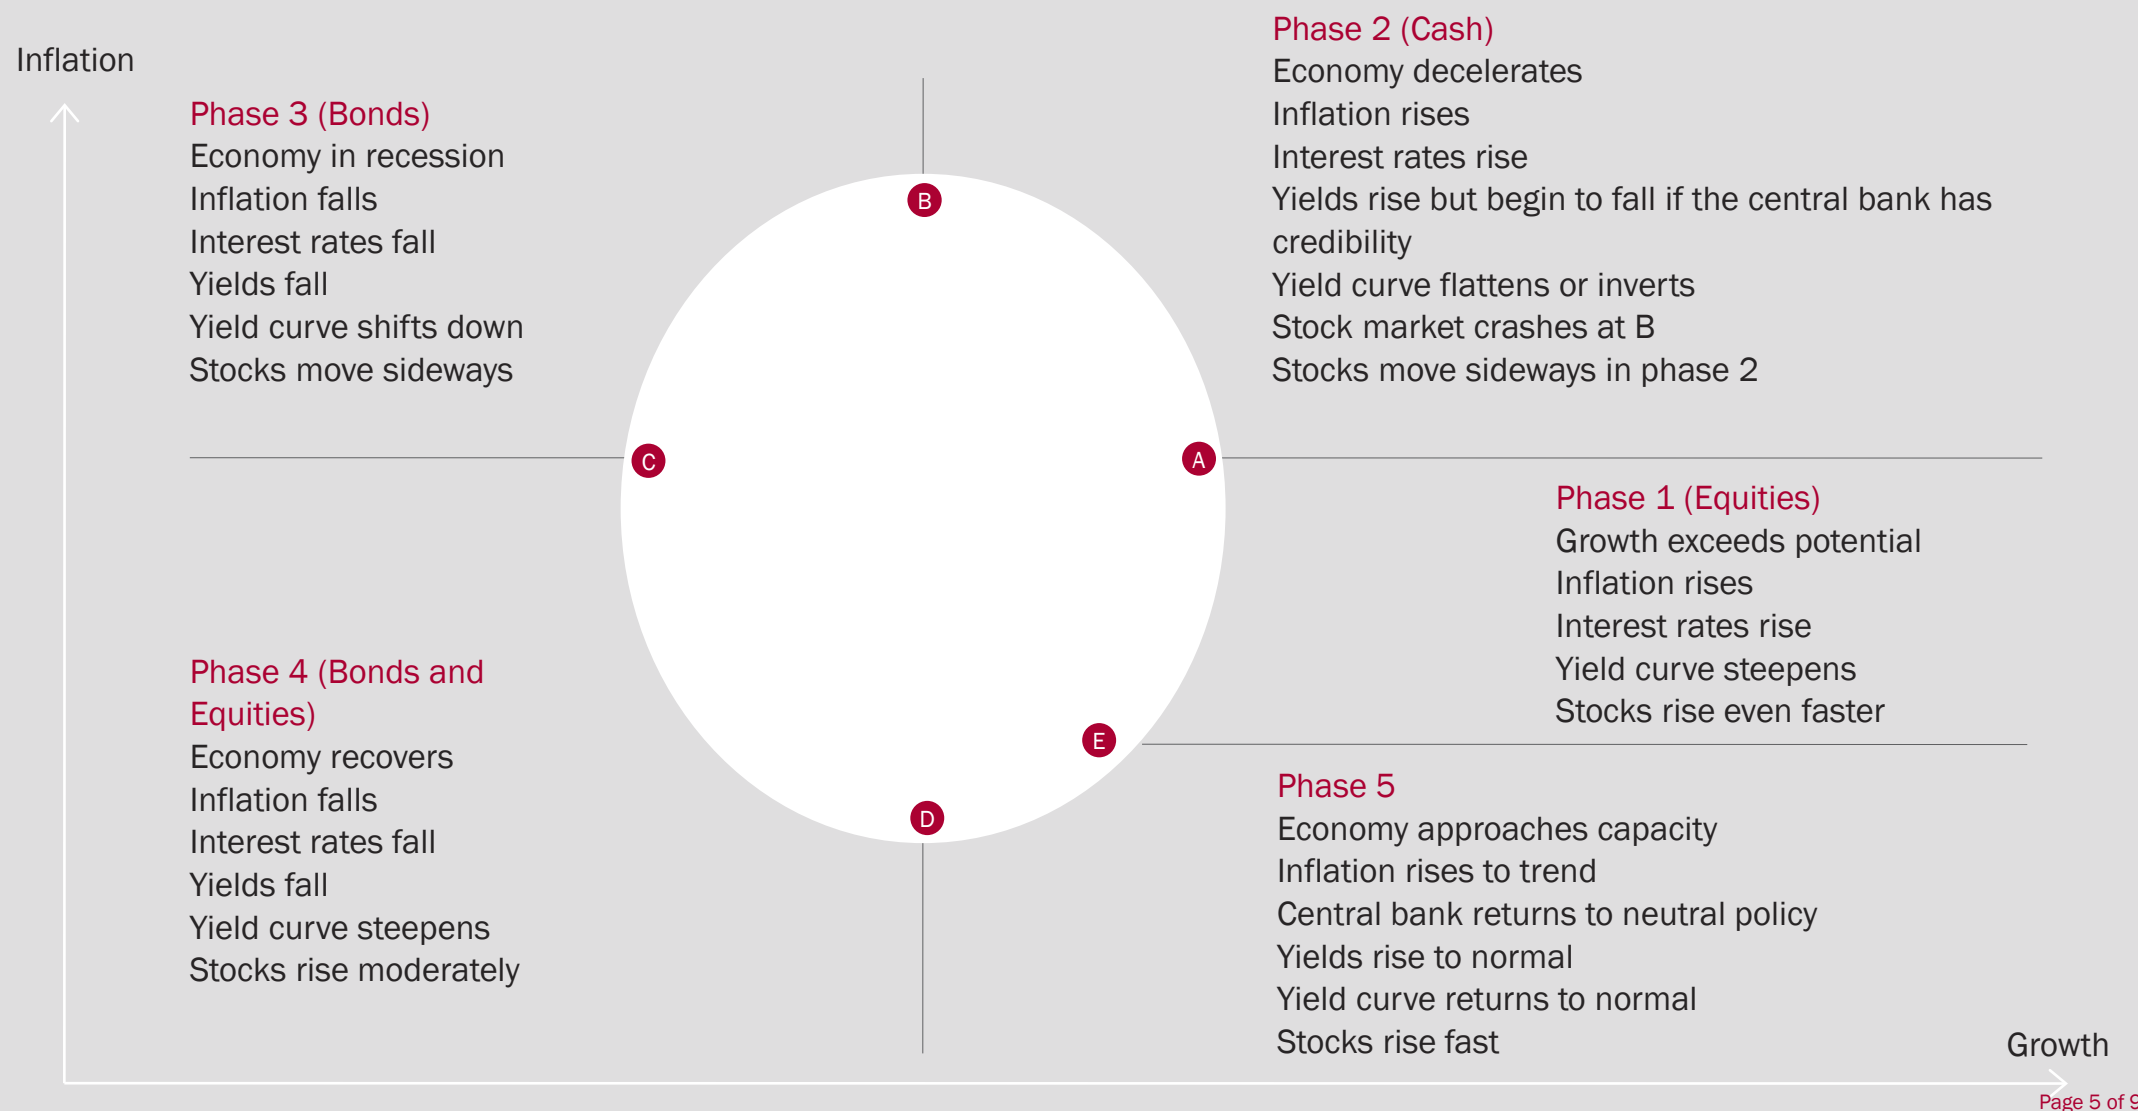 Inflation
Phase 3 (Bonds)
Economy in recession
Inflation falls
Interest rates fall
Yields fall
Yield curve shifts down
Stocks move sideways
Phase 2 (Cash)
Economy decelerates
Inflation rises
Interest rates rise
Yields rise but begin to fall if the central bank has
credibility
Yield curve flattens or inverts
Stock market crashes at B
Stocks move sideways in phase 2
B
C
A
Phase 1 (Equities)
Growth exceeds potential
Inflation rises
Interest rates rise
Yield curve steepens
Stocks rise even faster
Phase 4 (Bonds and
Equities)
Economy recovers
Inflation falls
Interest rates fall
Yields fall
Yield curve steepens
Stocks rise moderately
E
D
Phase 5
Economy approaches capacity
Inflation rises to trend
Central bank returns to neutral policy
Yields rise to normal
Yield curve returns to normal
Stocks rise fast
Growth
Page 5 of 9